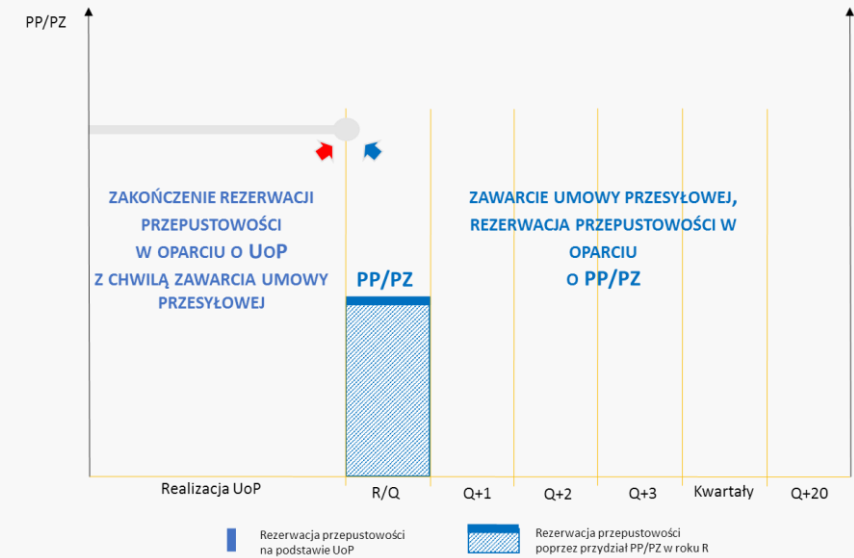 PP/PZ
ZAKOŃCZENIE REZERWACJI
PRZEPUSTOWOŚCI
W OPARCIU O UoP
Z CHWILĄ ZAWARCIA UMOWY
PRZESYŁOWEJ
PP/PZ
ZAWARCIE UMOWY PRZESYŁOWEJ,
REZERWACJA PRZEPUSTOWOŚCI W
OPARCIU
O PP/PZ
Realizacja UoP
R/Q
Q+1
Q+2
Q+3
Kwartały
Q+20
Rezerwacja przepustowości
na podstawie UoP
Rezerwacja przepustowości
poprzez przydział PP/PZ w roku R